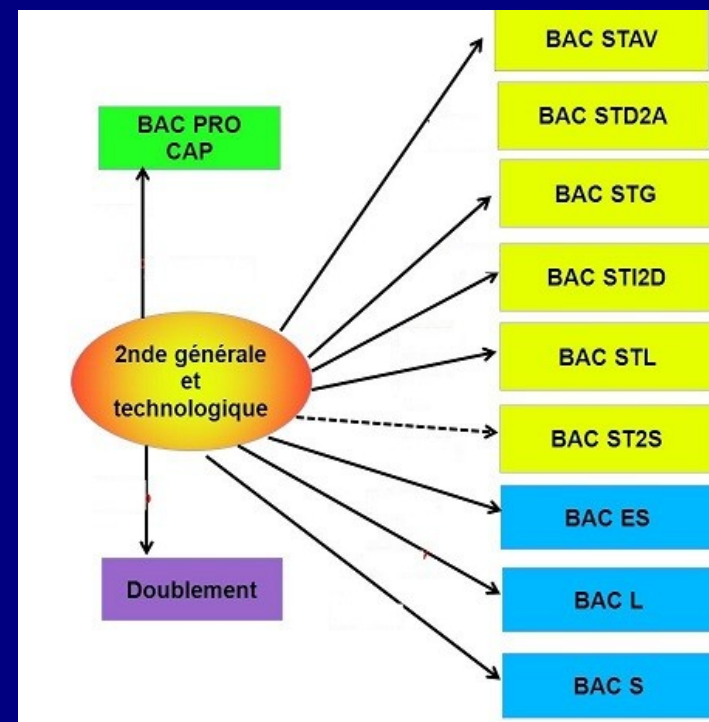 BAC PRO
CAP
2nde générale
et
technologique
Doublement
BAC STAV
BAC STD2A
BAC STG
BAC STI2D
BAC STL
BAC ST2S
BAC ES
BAC L
BAC S